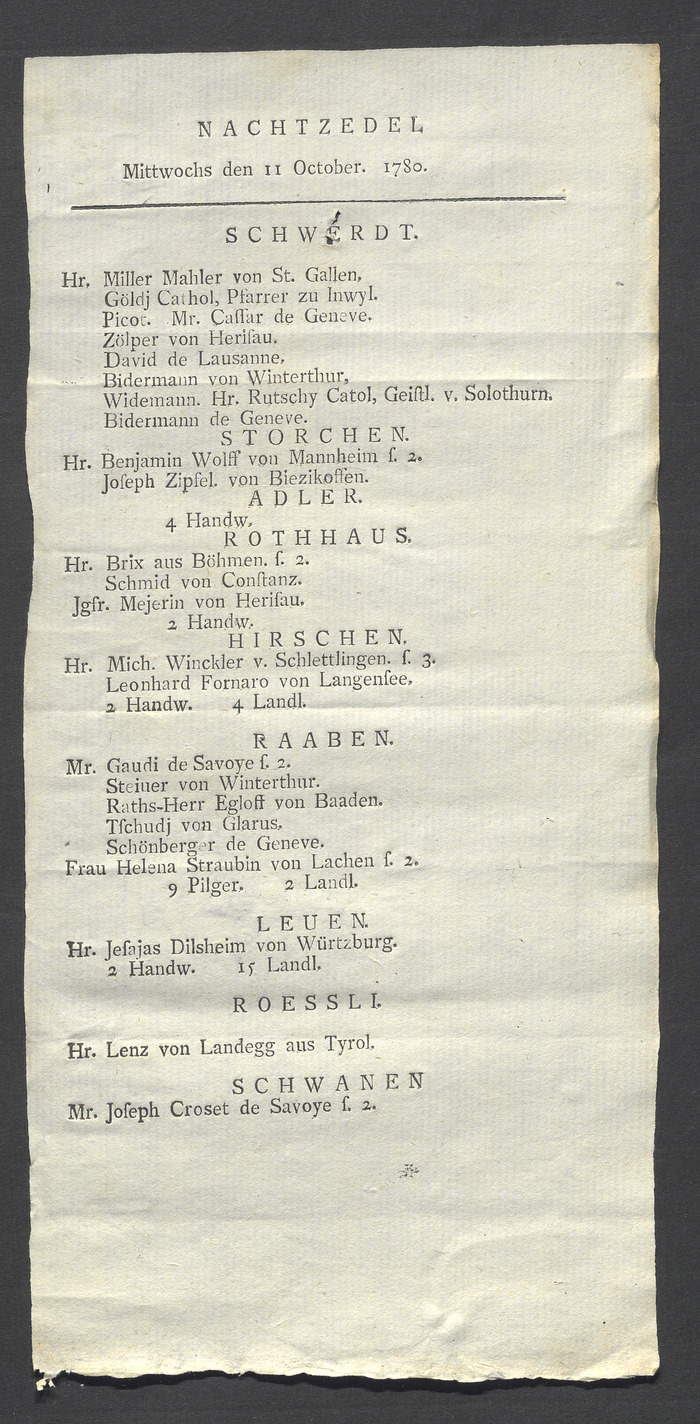 NACHTZEDEL
Mittwochs den 11 October. 1780.
SCHWERDT.
Hr. Miller Mahler von St. Gallen,
Göldj Cathol, Pfarrer zu Inwyl.
Picot. Mr. Caſſar de Geneve.
Zölper von Heriſau.
David de Lausanne,
Bidermann von Winterthur,
Widemann. Hr. Rutschy Catol, Geiſtl. v. Solothurn.
Bidermann de Geneve.
STORCHEN.
Hr. Benjamin Wolff von Mannheim ſ. 2.
Joſeph Zipfel. von Biezikoffen.
ADLER.
4 Handw.
ROTHHAUS.
Hr. Brix aus Böhmen. ſ. 2.
Schmid von Conſtanz.
Jgfr. Mejerin von Heriſau.
2 Handw.
HIRSCHEN.
Hr. Mich. Winckler v. Schlettlingen. ſ. 3.
Leonhard Fornaro von Langenſee,
2 Handw. 4 Landl.
RAABEN.
Mr. Gaudi de Savoye ſ. 2.
Steiner von Winterthur.
Raths-Herr Egloff von Baaden.
Tſchudj von Glarus,
Schönberger de Geneve.
Frau Helena Straubin von Lachen ſ. 2.
9 Pilger. 2 Landl.
LEUEN.
Hr. Jeſajas Dilsheim von Würtzburg.
2 Handw. 15 Landl.
ROESSLI.
Hr. Lenz von Landegg aus Tyrol.
SCHWANEN
Mr. Joſeph Croset de Savoye ſ. 2.